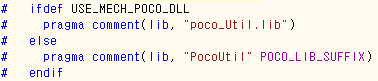 #   ifdef USE_MECH_POCO_DLL
#     pragma comment(lib, "poco_Util.lib")
#   else
#     pragma comment(lib, "PocoUtil" POCO_LIB_SUFFIX)
#   endif